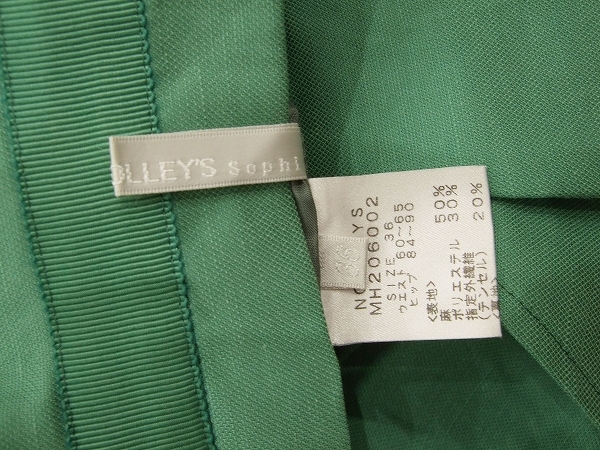 OLLEY'S Sophi
36
NO YS
MH206002
SIZE 36
ウエスト 60〜65
ヒップ 84〜90
<表地>
麻 50%
ポリエステル 30%
指定外繊維
(テンセル) 20%